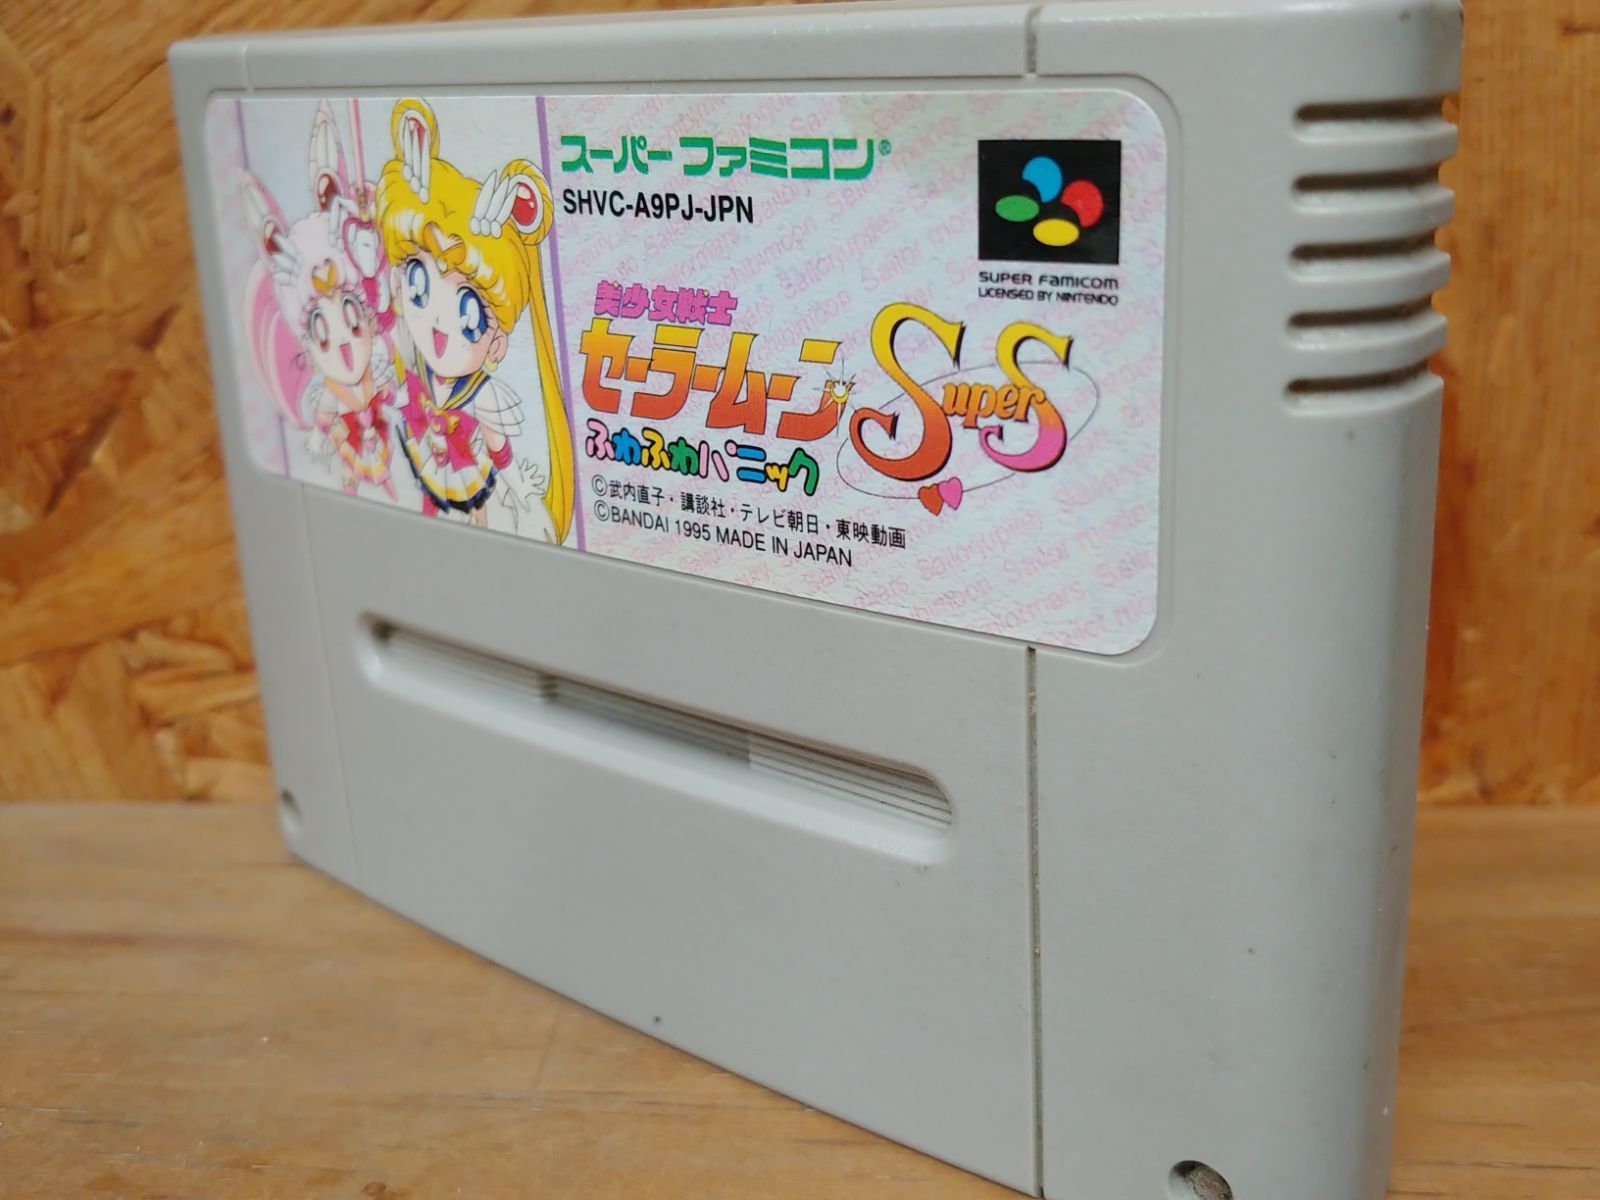 スーパー ファミコン®
SHVC-A9PJ-JPN
SUPER FAMICOM
LICENSED BY NINTENDO
美少女戦士
セーラームーン SuperS
ふわふわパニック
©武内直子・講談社・テレビ朝日・東映動画
©BANDAI 1995 MADE IN JAPAN